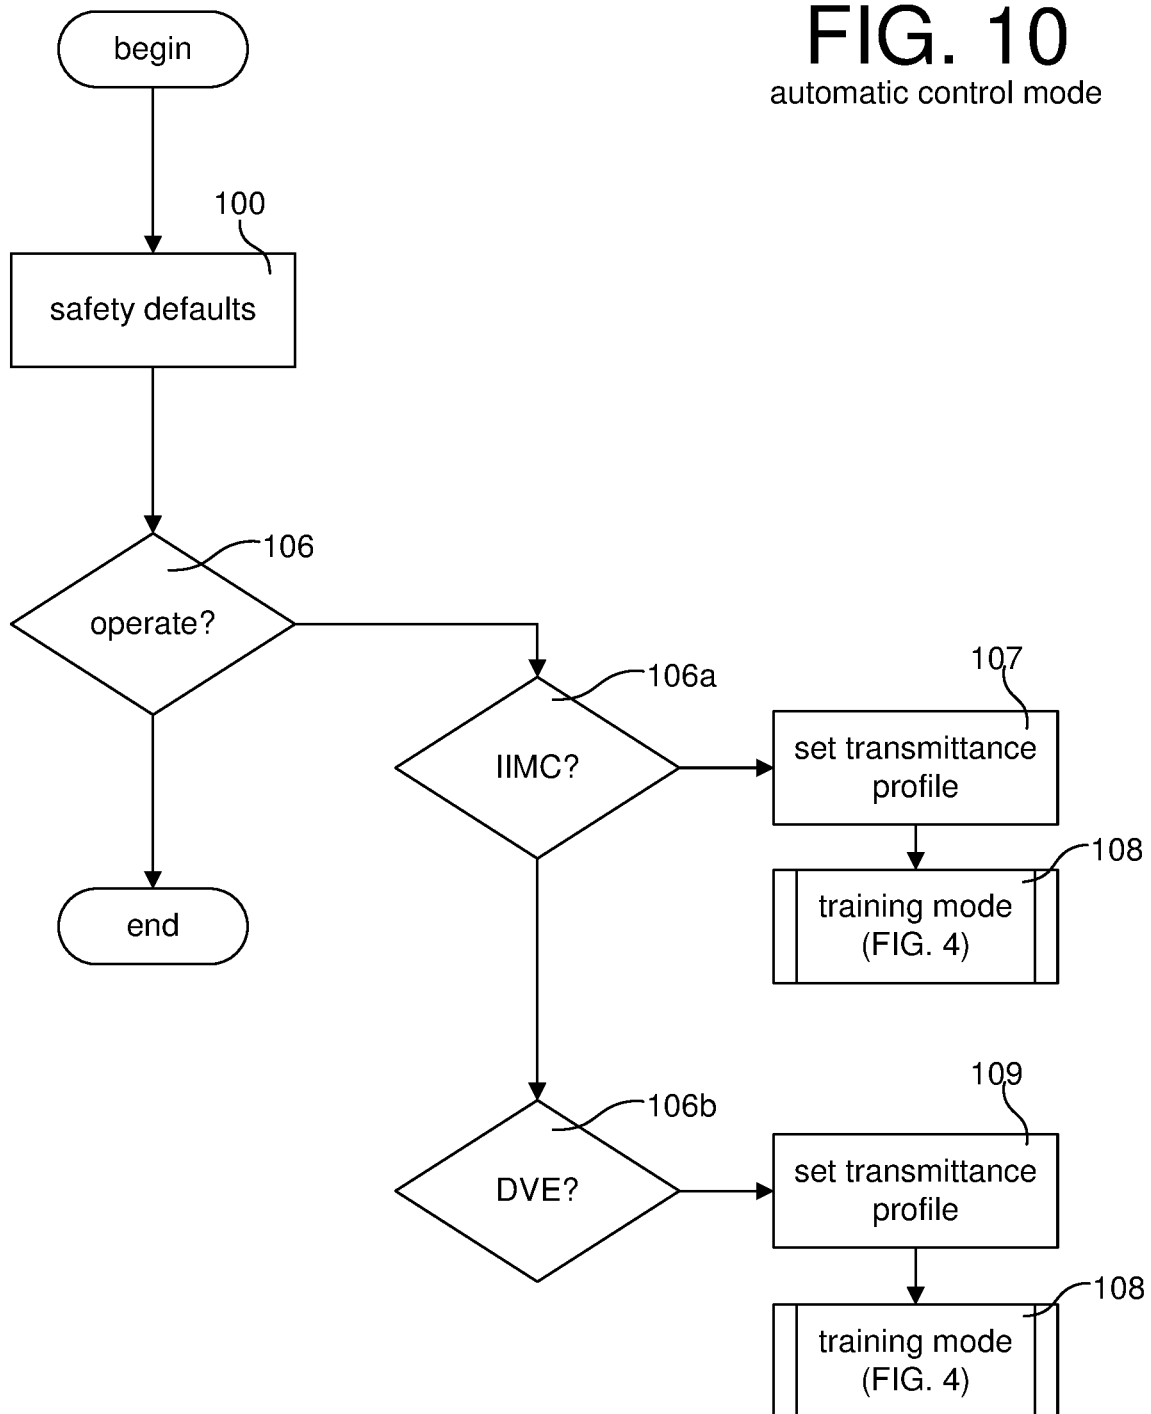 FIG. 10
automatic control mode
begin
100
safety defaults
106
operate?
end
106a
IIMC?
107
set transmittance
profile
108
training mode
(FIG. 4)
106b
DVE?
109
set transmittance
profile
108
training mode
(FIG. 4)